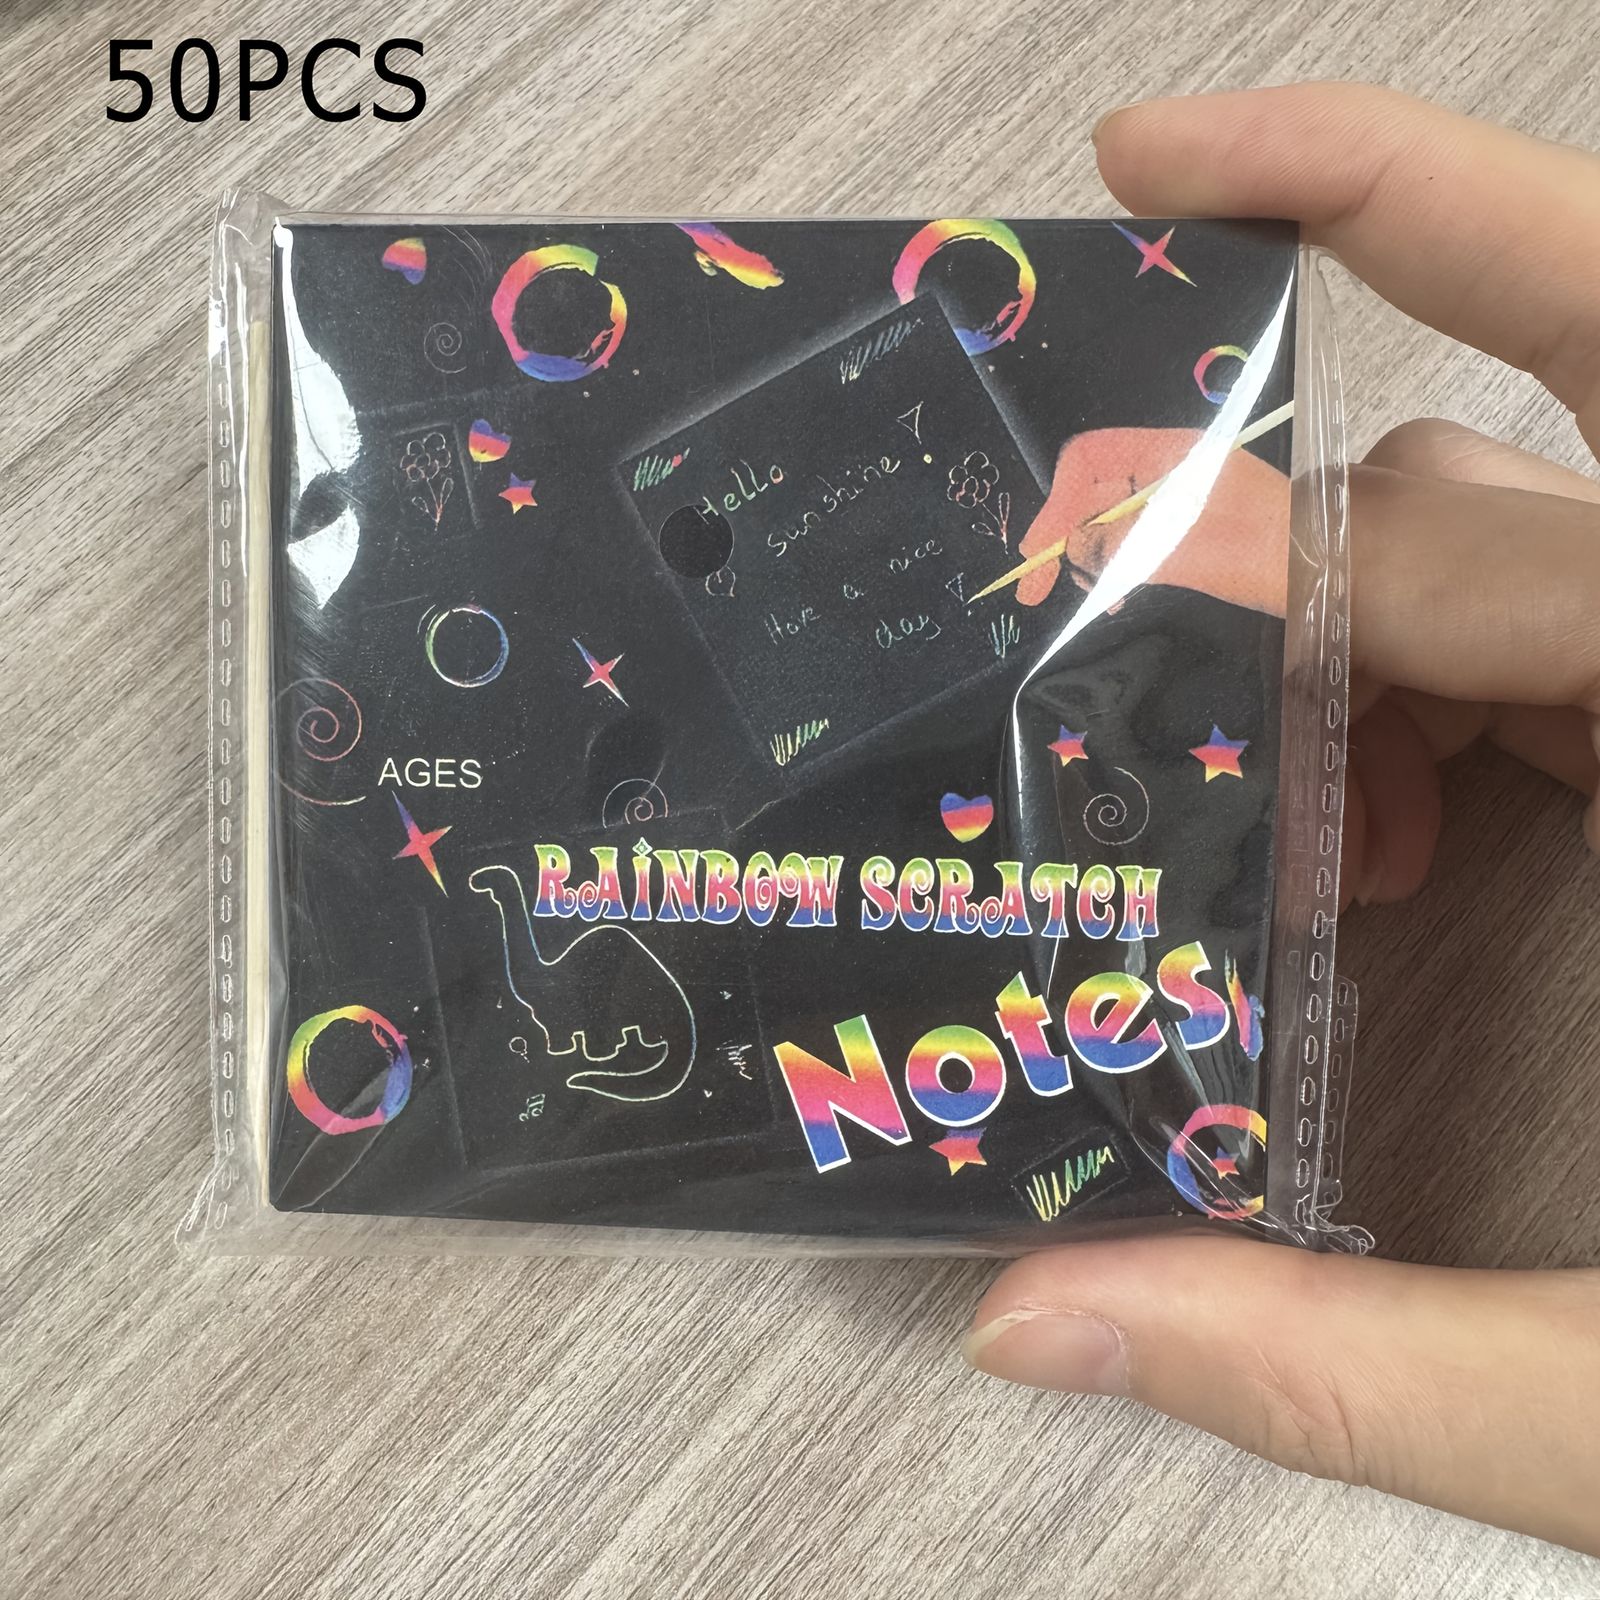 50PCS
Hello
sunshine !
Have a nice
day !
AGES
RAINBOW SCRATCH
Notes